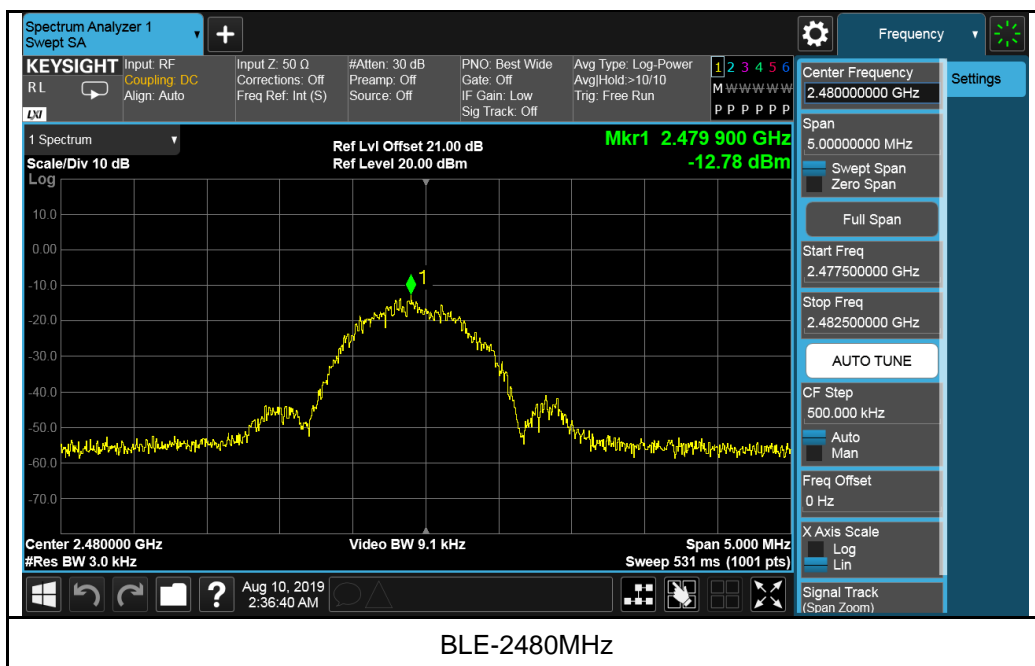 Spectrum Analyzer 1
Swept SA
Frequency
KEYSIGHT
RL
LXI
Input: RF
Coupling: DC
Align: Auto
Input Z: 50 Ω
Corrections: Off
Freq Ref: Int (S)
#Atten: 30 dB
Preamp: Off
Source: Off
PNO: Best Wide
Gate: Off
IF Gain: Low
Sig Track: Off
Avg Type: Log-Power
Avg|Hold:>10/10
Trig: Free Run
1 2 3 4 5 6
M W W W W W
P P P P P P
1 Spectrum
Scale/Div 10 dB
Log
Ref Lvl Offset 21.00 dB
Ref Level 20.00 dBm
Mkr1 2.479 900 GHz
-12.78 dBm
10.0
0.00
-10.0
-20.0
-30.0
-40.0
-50.0
-60.0
-70.0
1
Center 2.480000 GHz
#Res BW 3.0 kHz
Video BW 9.1 kHz
Span 5.000 MHz
Sweep 531 ms (1001 pts)
Center Frequency
2.480000000 GHz
Settings
Span
5.00000000 MHz
Swept Span
Zero Span
Full Span
Start Freq
2.477500000 GHz
Stop Freq
2.482500000 GHz
AUTO TUNE
CF Step
500.000 kHz
Auto
Man
Freq Offset
0 Hz
X Axis Scale
Log
Lin
Signal Track
(Span Zoom)
?
Aug 10, 2019
2:36:40 AM
BLE-2480MHz